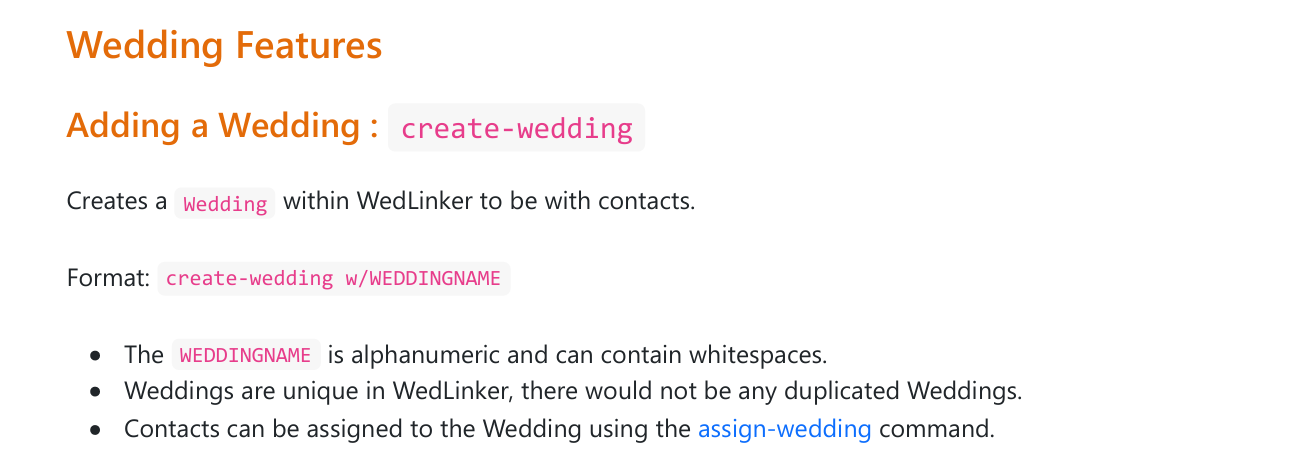 Wedding Features
Adding a Wedding : create-wedding
Creates a Wedding within WedLinker to be with contacts.
Format: create-wedding w/WEDDINGNAME
● The WEDDINGNAME is alphanumeric and can contain whitespaces.
● Weddings are unique in WedLinker, there would not be any duplicated Weddings.
● Contacts can be assigned to the Wedding using the assign-wedding command.